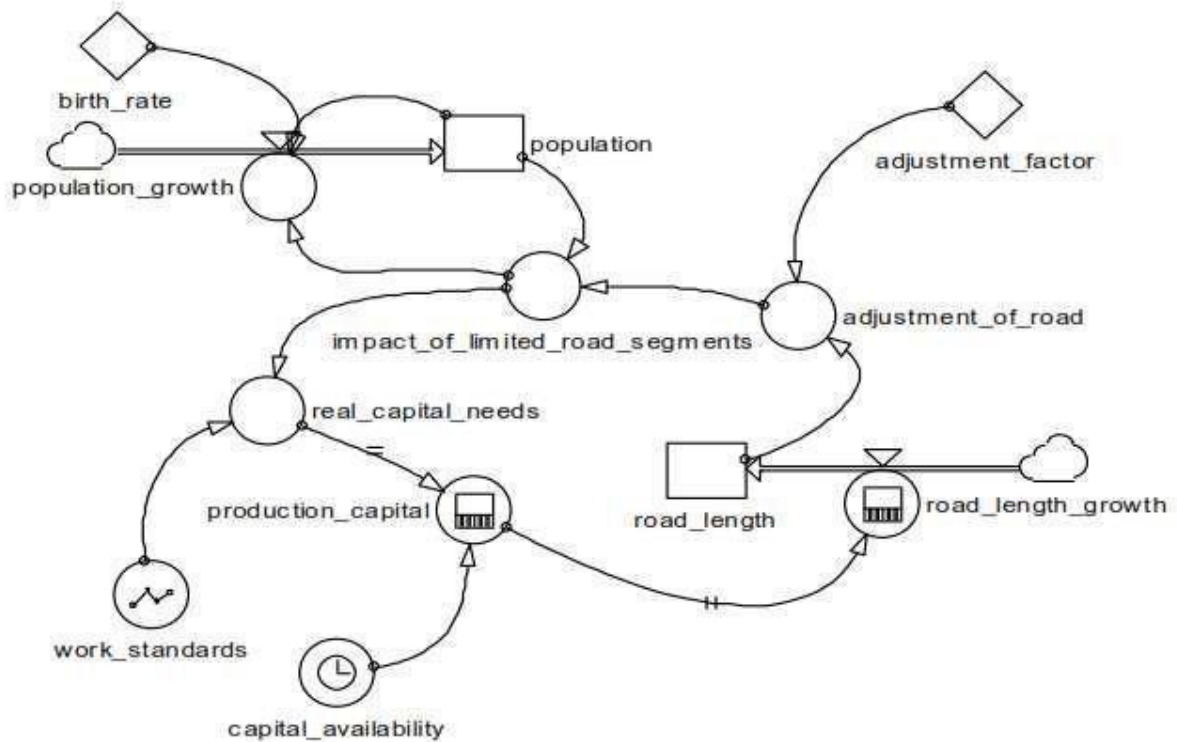 birth_rate
population
adjustment_factor
population_growth
adjustment_of_road
impact_of_limited_road_segments
real_capital_needs
production_capital
road_length
road_length_growth
work_standards
capital_availability